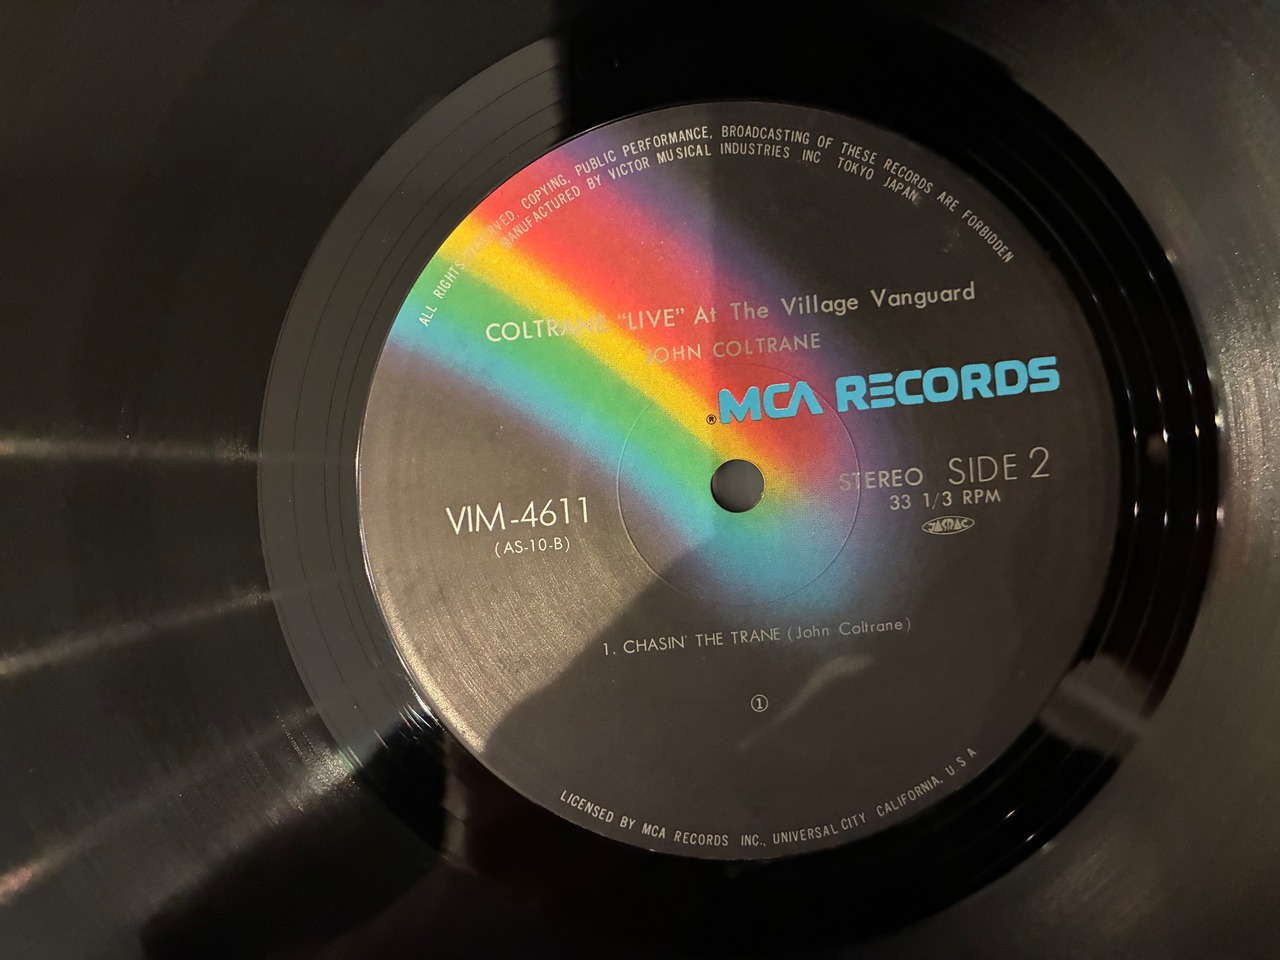 ALL RIGHTS RESERVED, COPYING, PUBLIC PERFORMANCE, BROADCASTING OF THESE RECORDS ARE FORBIDDEN
MANUFACTURED BY VICTOR MUSICAL INDUSTRIES INC TOKYO JAPAN
COLTRANE "LIVE" At The Village Vanguard
JOHN COLTRANE
® MCA RECORDS
STEREO SIDE 2
33 1/3 RPM
JASRAC
VIM-4611
(AS-10-B)
1. CHASIN' THE TRANE (John Coltrane)
①
LICENSED BY MCA RECORDS INC., UNIVERSAL CITY CALIFORNIA, U.S.A